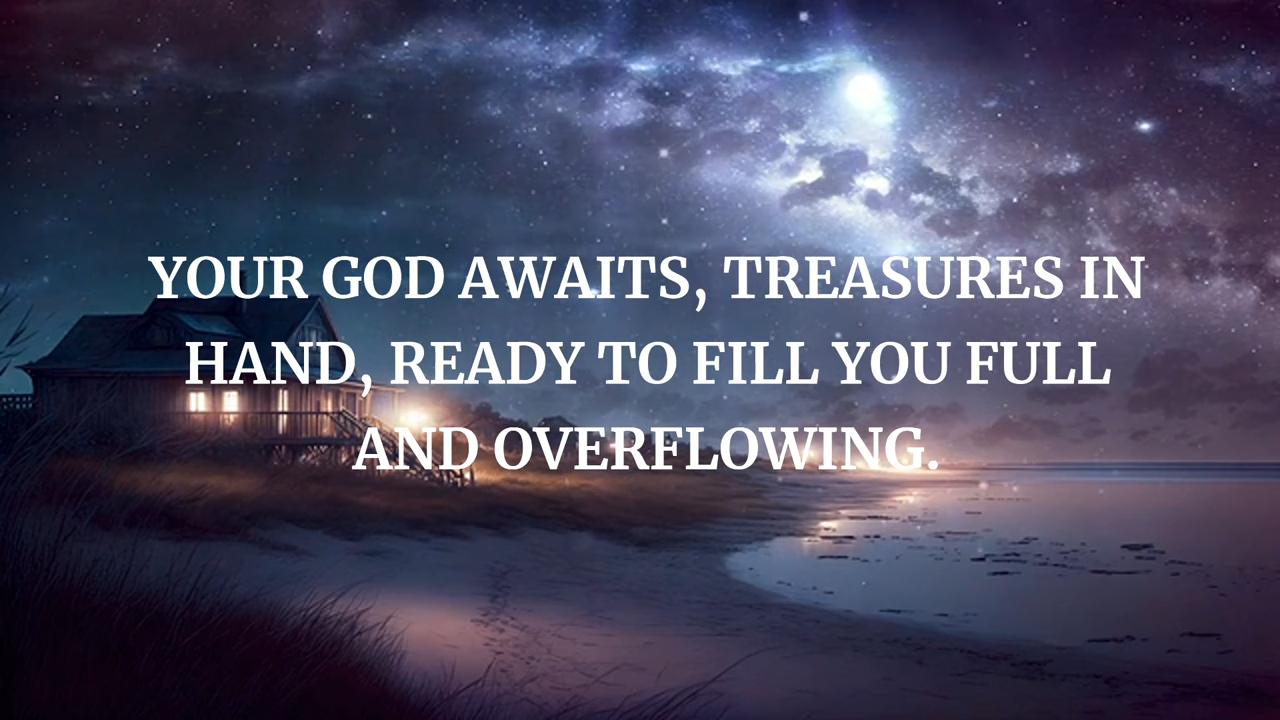 YOUR GOD AWAITS, TREASURES IN
HAND, READY TO FILL YOU FULL
AND OVERFLOWING.